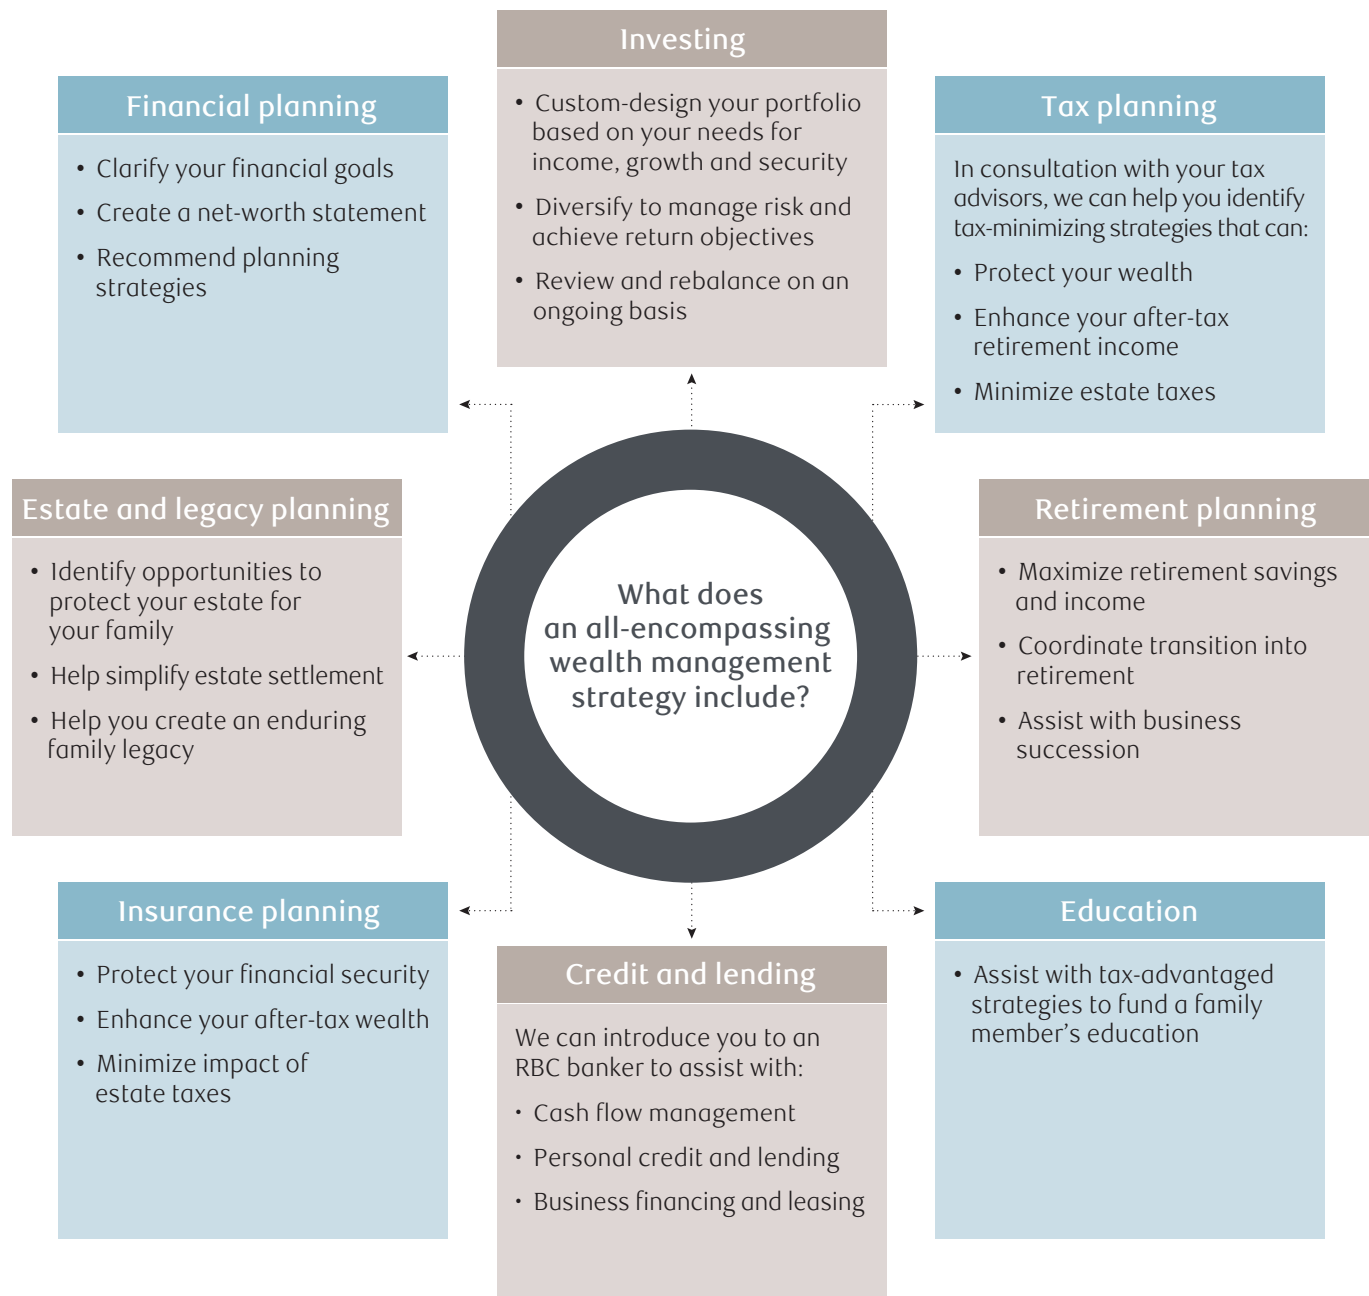 Investing
• Custom-design your portfolio
based on your needs for
income, growth and security
• Diversify to manage risk and
achieve return objectives
• Review and rebalance on an
ongoing basis
Financial planning
• Clarify your financial goals
• Create a net-worth statement
• Recommend planning
strategies
Tax planning
In consultation with your tax
advisors, we can help you identify
tax-minimizing strategies that can:
• Protect your wealth
• Enhance your after-tax
retirement income
• Minimize estate taxes
Estate and legacy planning
• Identify opportunities to
protect your estate for
your family
• Help simplify estate settlement
• Help you create an enduring
family legacy
What does
an all-encompassing
wealth management
strategy include?
Retirement planning
• Maximize retirement savings
and income
• Coordinate transition into
retirement
• Assist with business
succession
Insurance planning
• Protect your financial security
• Enhance your after-tax wealth
• Minimize impact of
estate taxes
Credit and lending
We can introduce you to an
RBC banker to assist with:
• Cash flow management
• Personal credit and lending
• Business financing and leasing
Education
• Assist with tax-advantaged
strategies to fund a family
member’s education